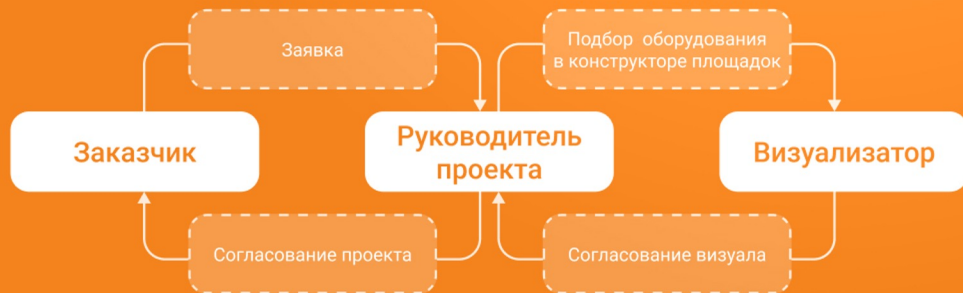 Заявка
Подбор оборудования
в конструкторе площадок
Заказчик
Руководитель
проекта
Визуализатор
Согласование проекта
Согласование визуала